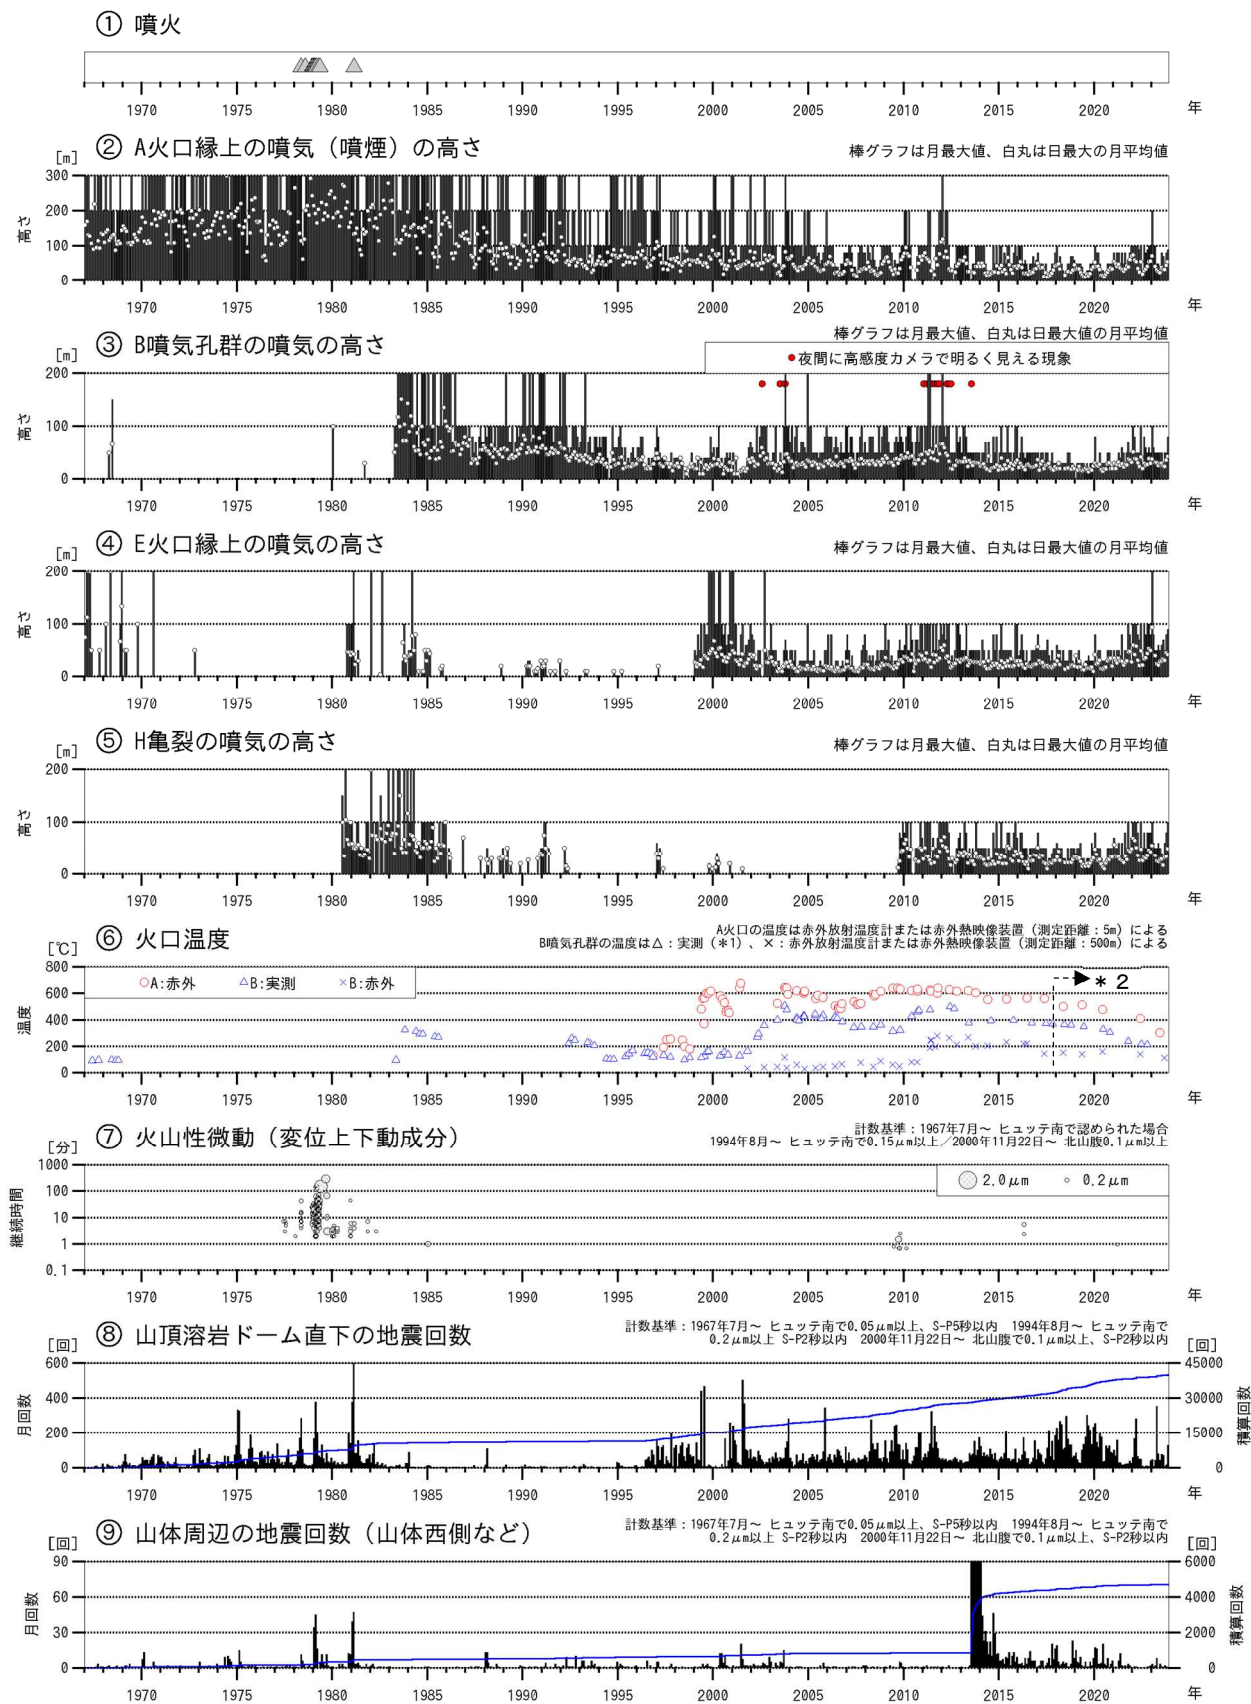 ① 噴火
1970 1975 1980 1985 1990 1995 2000 2005 2010 2015 2020 年
② A火口縁上の噴気（噴煙）の高さ
棒グラフは月最大値、白丸は日最大の月平均値
[m]
300
200
100
0
高さ
1970 1975 1980 1985 1990 1995 2000 2005 2010 2015 2020 年
③ B噴気孔群の噴気の高さ
棒グラフは月最大値、白丸は日最大値の月平均値
●夜間に高感度カメラで明るく見える現象
[m]
200
100
0
高さ
1970 1975 1980 1985 1990 1995 2000 2005 2010 2015 2020 年
④ E火口縁上の噴気の高さ
棒グラフは月最大値、白丸は日最大値の月平均値
[m]
200
100
0
高さ
1970 1975 1980 1985 1990 1995 2000 2005 2010 2015 2020 年
⑤ H亀裂の噴気の高さ
棒グラフは月最大値、白丸は日最大値の月平均値
[m]
200
100
0
高さ
1970 1975 1980 1985 1990 1995 2000 2005 2010 2015 2020 年
⑥ 火口温度
A火口の温度は赤外放射温度計または赤外熱映像装置（測定距離：5m）による
B噴気孔群の温度は△：実測（＊1）、×：赤外放射温度計または赤外熱映像装置（測定距離：500m）による
[℃]
800
600
400
200
0
温度
○A:赤外 △B:実測 ×B:赤外
＊2
1970 1975 1980 1985 1990 1995 2000 2005 2010 2015 2020 年
⑦ 火山性微動（変位上下動成分）
計数基準：1967年7月～ ヒュッテ南で認められた場合
1994年8月～ ヒュッテ南で0.15μm以上／2000年11月22日～ 北山腹0.1μm以上
[分]
1000
100
10
1
0.1
継続時間
2.0μm 0.2μm
1970 1975 1980 1985 1990 1995 2000 2005 2010 2015 2020 年
⑧ 山頂溶岩ドーム直下の地震回数
計数基準：1967年7月～ ヒュッテ南で0.05μm以上、S-P5秒以内 1994年8月～ ヒュッテ南で
0.2μm以上 S-P2秒以内 2000年11月22日～ 北山腹で0.1μm以上、S-P2秒以内
[回] [回]
600 45000
400 30000
200 15000
0 0
月回数 積算回数
1970 1975 1980 1985 1990 1995 2000 2005 2010 2015 2020 年
⑨ 山体周辺の地震回数（山体西側など）
計数基準：1967年7月～ ヒュッテ南で0.05μm以上、S-P5秒以内 1994年8月～ ヒュッテ南で
0.2μm以上 S-P2秒以内 2000年11月22日～ 北山腹で0.1μm以上、S-P2秒以内
[回] [回]
90 6000
60 4000
30 2000
0 0
月回数 積算回数
1970 1975 1980 1985 1990 1995 2000 2005 2010 2015 2020 年